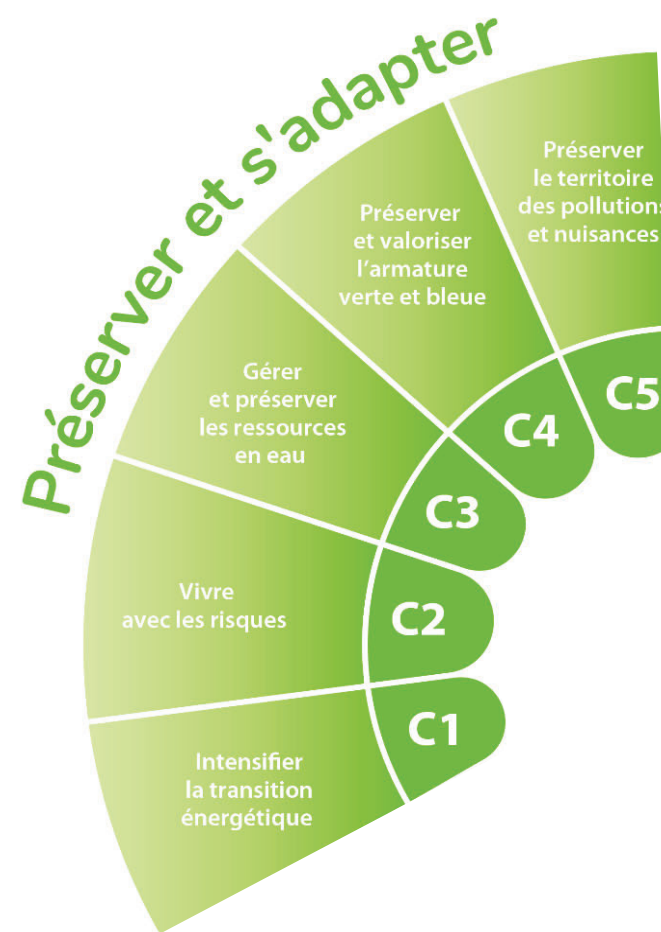 Préserver et s'adapter
Préserver
le territoire
des pollutions
et nuisances
C5
Préserver
et valoriser
l'armature
verte et bleue
C4
Gérer
et préserver
les ressources
en eau
C3
Vivre
avec les risques
C2
Intensifier
la transition
énergétique
C1